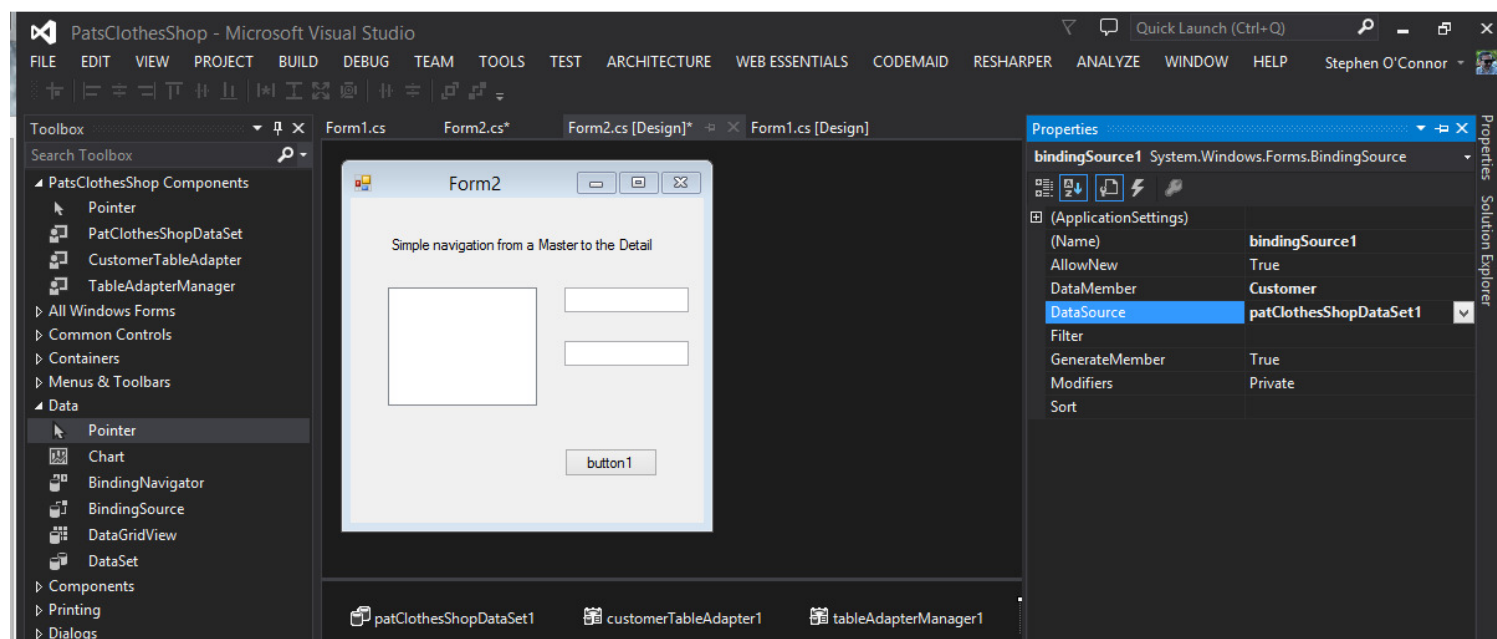 PatsClothesShop - Microsoft Visual Studio
Quick Launch (Ctrl+Q)
FILE EDIT VIEW PROJECT BUILD DEBUG TEAM TOOLS TEST ARCHITECTURE WEB ESSENTIALS CODEMAID RESHARPER ANALYZE WINDOW HELP Stephen O'Connor
Toolbox
Search Toolbox
PatsClothesShop Components
Pointer
PatClothesShopDataSet
CustomerTableAdapter
TableAdapterManager
All Windows Forms
Common Controls
Containers
Menus & Toolbars
Data
Pointer
Chart
BindingNavigator
BindingSource
DataGridView
DataSet
Components
Printing
Dialogs
Form1.cs Form2.cs* Form2.cs [Design]* Form1.cs [Design]
Form2
Simple navigation from a Master to the Detail
button1
patClothesShopDataSet1 customerTableAdapter1 tableAdapterManager1
Properties
bindingSource1 System.Windows.Forms.BindingSource
(ApplicationSettings)
(Name) bindingSource1
AllowNew True
DataMember Customer
DataSource patClothesShopDataSet1
Filter
GenerateMember True
Modifiers Private
Sort
Properties
Solution Explorer